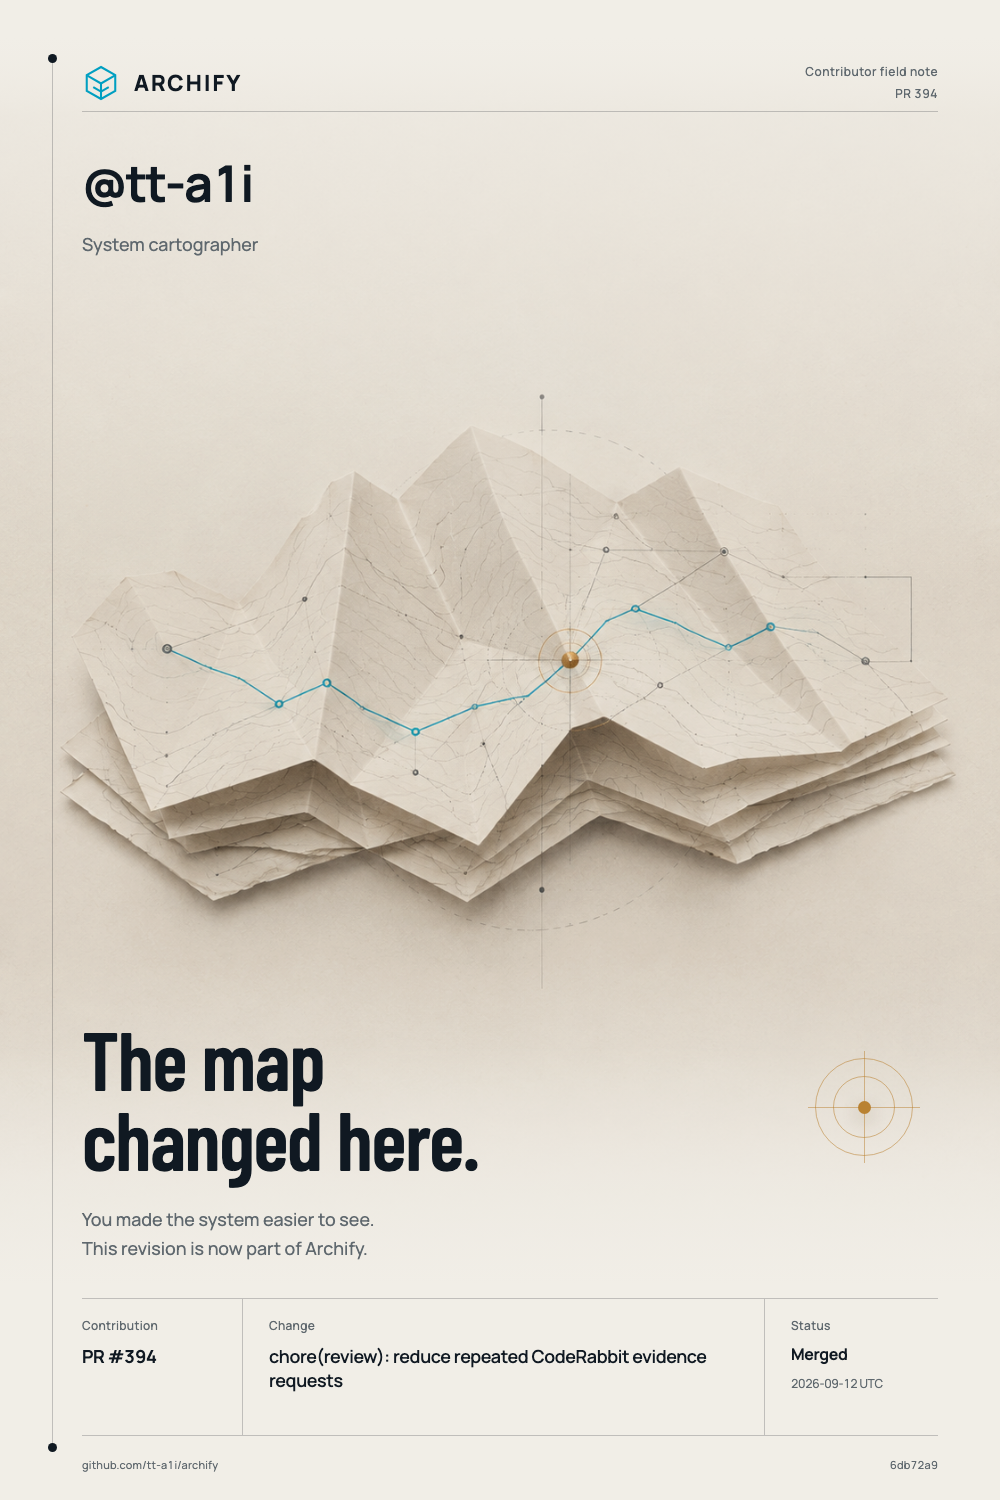 ARCHIFY
Contributor field note
PR 394
@tt-a1i
System cartographer
The map
changed here.
You made the system easier to see.
This revision is now part of Archify.
Contribution
PR #394
Change
chore(review): reduce repeated CodeRabbit evidence
requests
Status
Merged
2026-09-12 UTC
github.com/tt-a1i/archify
6db72a9